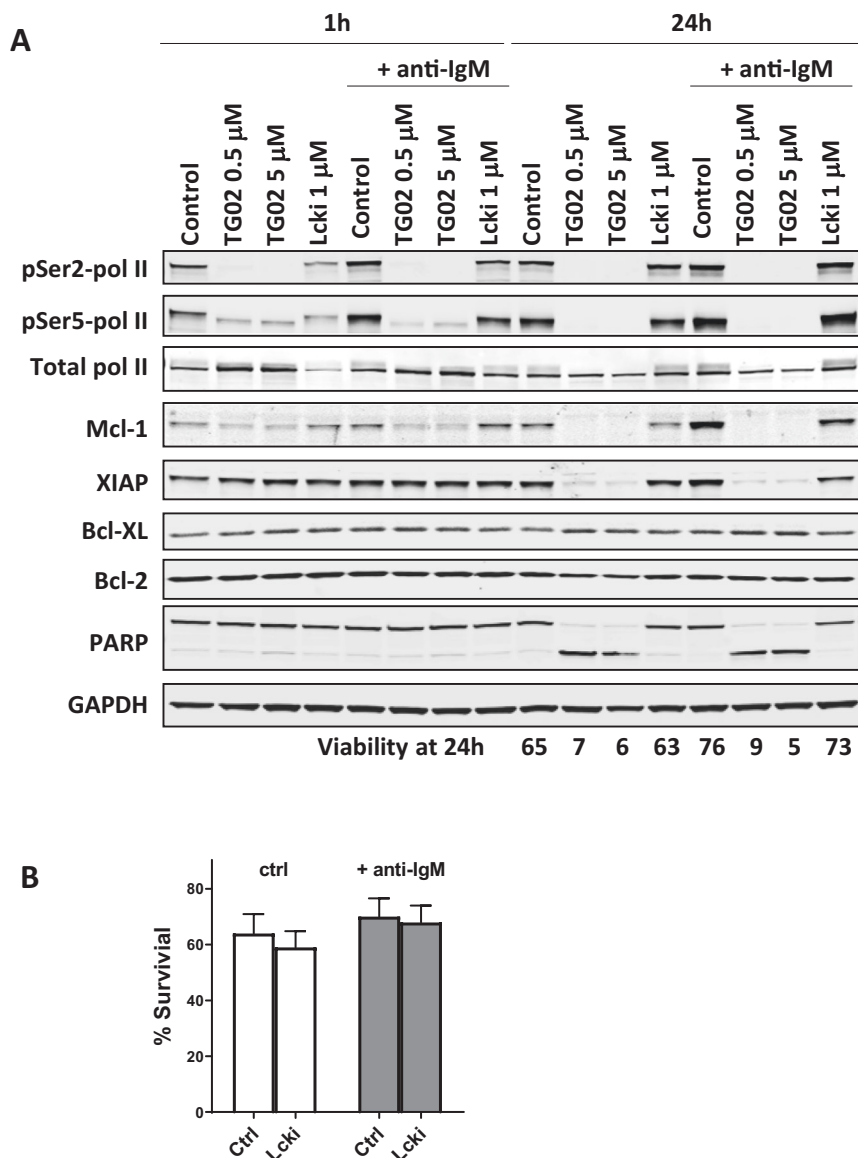 A
1h 24h
+ anti-IgM + anti-IgM
Control TG02 0.5 μM TG02 5 μM Lcki 1 μM Control TG02 0.5 μM TG02 5 μM Lcki 1 μM Control TG02 0.5 μM TG02 5 μM Lcki 1 μM Control TG02 0.5 μM TG02 5 μM Lcki 1 μM
pSer2-pol II
pSer5-pol II
Total pol II
Mcl-1
XIAP
Bcl-XL
Bcl-2
PARP
GAPDH
Viability at 24h 65 7 6 63 76 9 5 73
B
ctrl + anti-IgM
% Survivial
80
60
40
20
0
Ctrl Lcki Ctrl Lcki